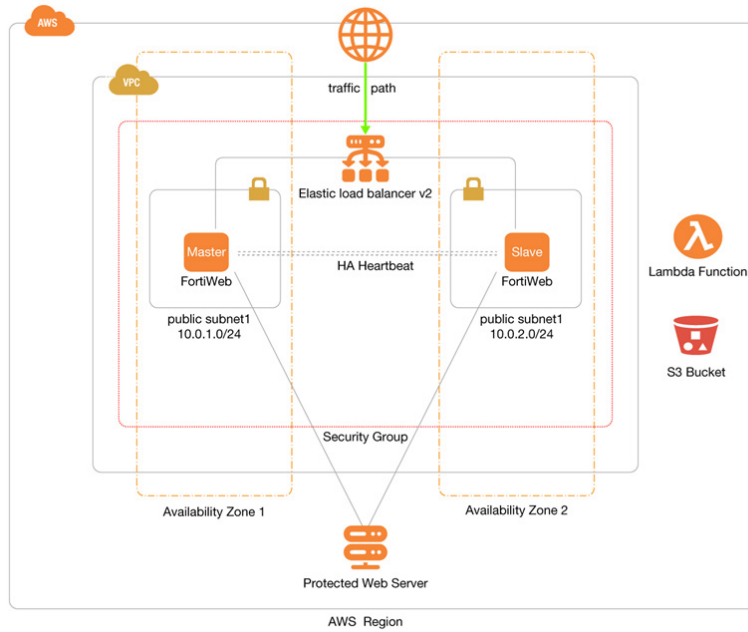 AWS
VPC
traffic path
Elastic load balancer v2
Master
FortiWeb
HA Heartbeat
Slave
FortiWeb
public subnet1
10.0.1.0/24
public subnet1
10.0.2.0/24
Lambda Function
S3 Bucket
Security Group
Availability Zone 1
Availability Zone 2
Protected Web Server
AWS Region